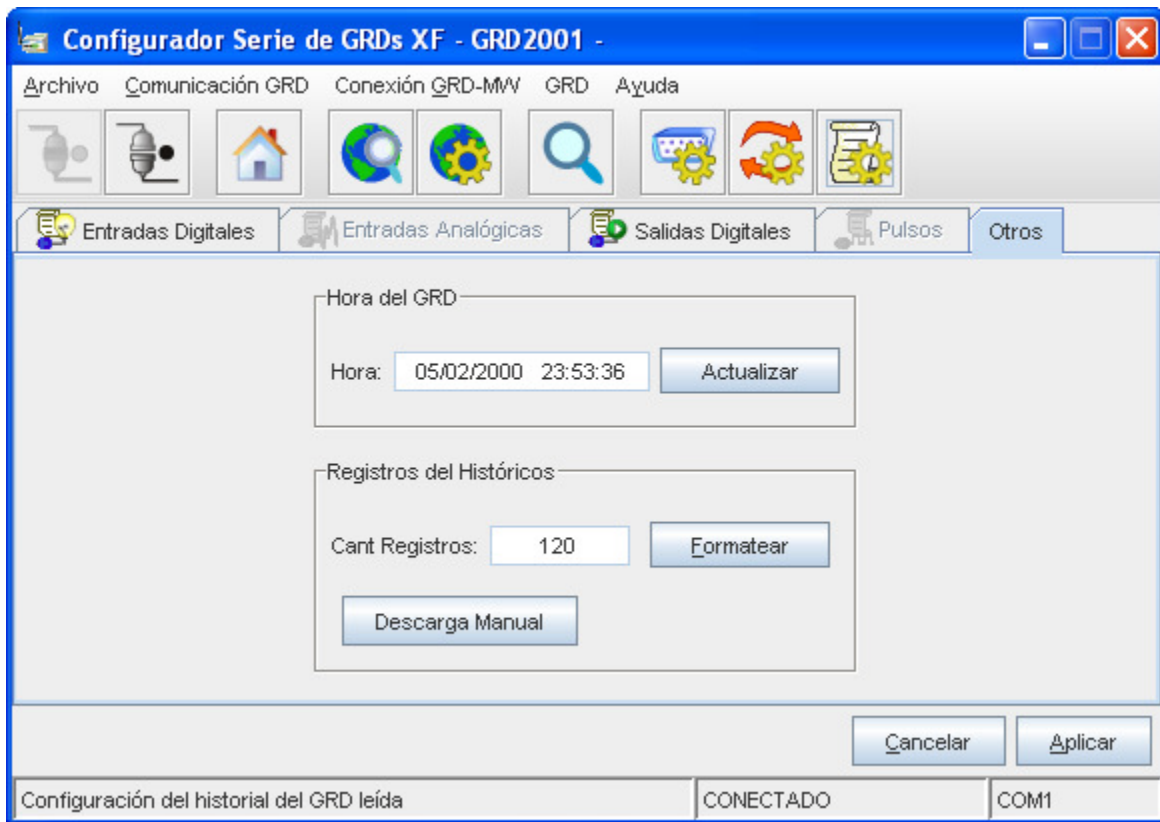 Configurador Serie de GRDs XF - GRD2001 -
Archivo Comunicación GRD Conexión GRD-MW GRD Ayuda
Entradas Digitales Entradas Analógicas Salidas Digitales Pulsos Otros
Hora del GRD
Hora: 05/02/2000 23:53:36 Actualizar
Registros del Históricos
Cant Registros: 120 Formatear
Descarga Manual
Cancelar Aplicar
Configuración del historial del GRD leída CONECTADO COM1